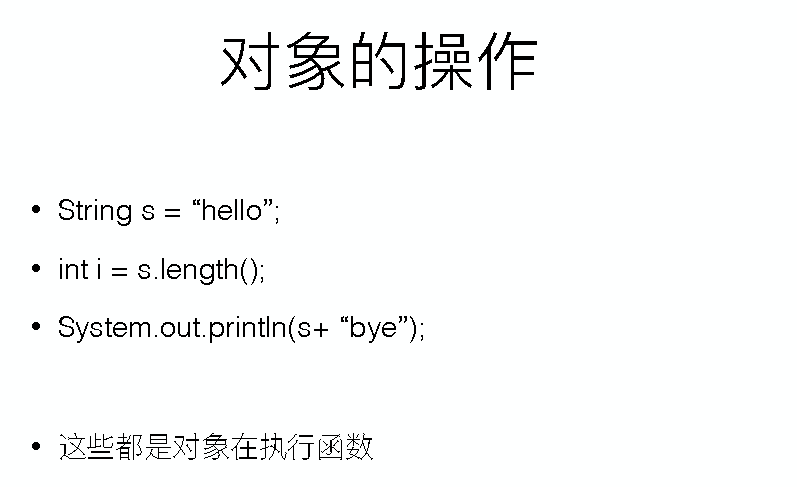 对象的操作
• String s = “hello”;
• int i = s.length();
• System.out.println(s+ “bye”);
• 这些都是对象在执行函数